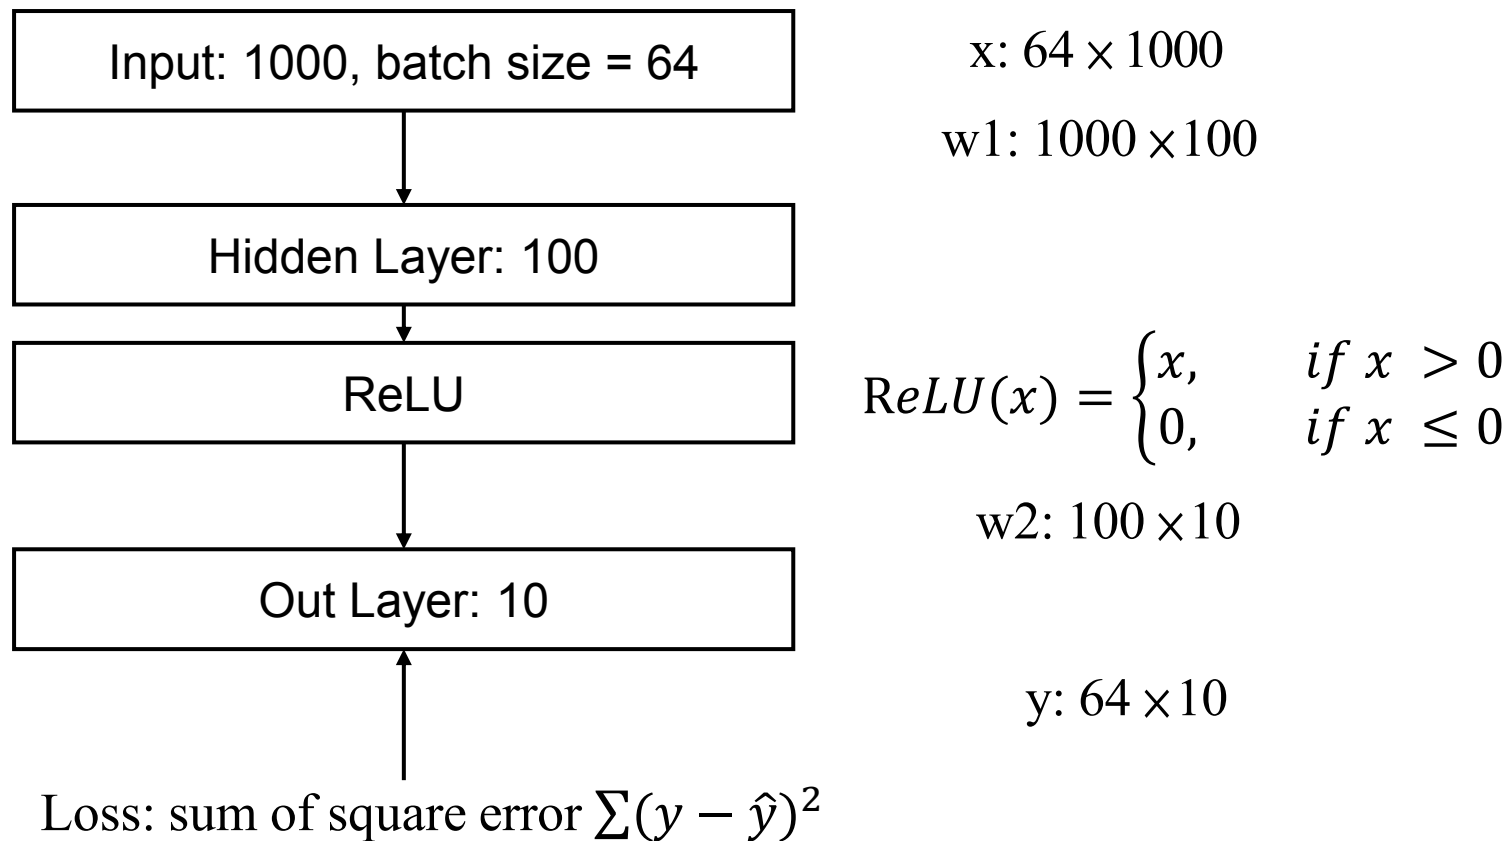 Input: 1000, batch size = 64
x: 64 × 1000
w1: 1000 ×100
Hidden Layer: 100
ReLU
ReLU(x) = {x, if x > 0
0, if x ≤ 0
w2: 100 ×10
Out Layer: 10
y: 64 ×10
Loss: sum of square error ∑(y − ŷ)²